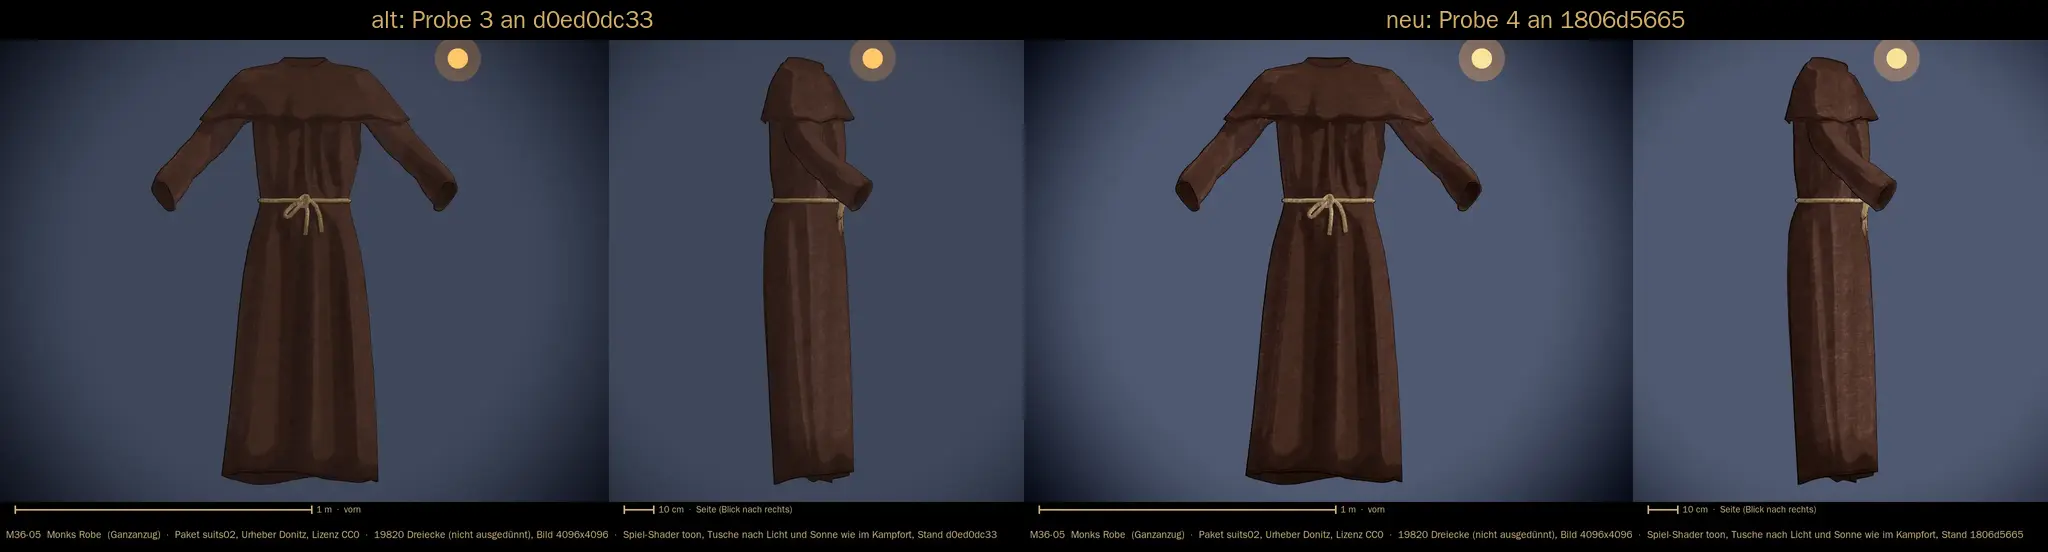 alt: Probe 3 an d0ed0dc33
neu: Probe 4 an 1806d5665
1 m · vorn
10 cm · Seite (Blick nach rechts)
1 m · vorn
10 cm · Seite (Blick nach rechts)
M36-05 Monks Robe (Ganzanzug) · Paket suits02, Urheber Donitz, Lizenz CC0 · 19820 Dreiecke (nicht ausgedünnt), Bild 4096x4096 · Spiel-Shader toon, Tusche nach Licht und Sonne wie im Kampfort, Stand d0ed0dc33
M36-05 Monks Robe (Ganzanzug) · Paket suits02, Urheber Donitz, Lizenz CC0 · 19820 Dreiecke (nicht ausgedünnt), Bild 4096x4096 · Spiel-Shader toon, Tusche nach Licht und Sonne wie im Kampfort, Stand 1806d5665